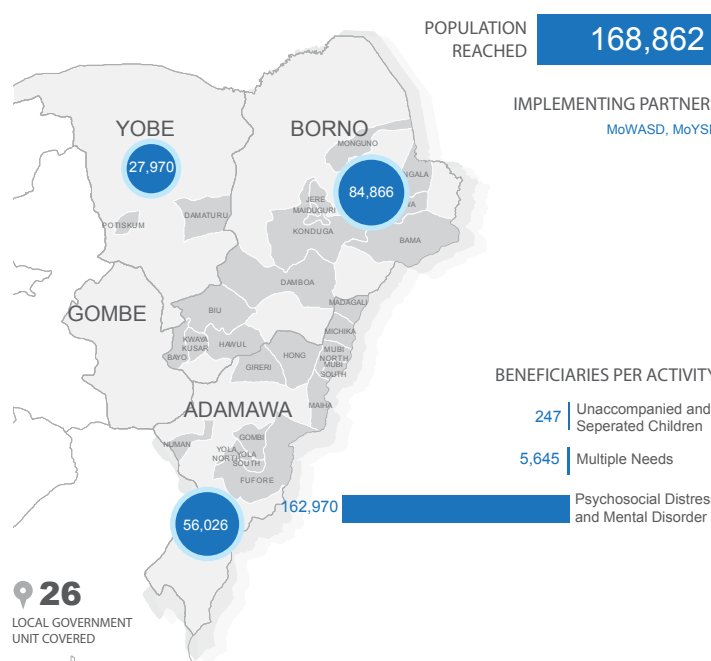 POPULATION
REACHED
168,862
IMPLEMENTING PARTNER
MoWASD, MoYS
YOBE
27,970
BORNO
84,866
MONGUNO
NGALA
JERE
MAIDUGURI
KONDUGA
BAMA
POTISKUM
DAMATURU
DAMBOA
GOMBE
BIU
MADAGALI
MICHIKA
KWAYA
KUSAR
HAWUL
BAYO
MUBI
NORTH
MUBI
SOUTH
GIRERI
HONG
ADAMAWA
MAIHA
NUMAN
GOMBI
YOLA
NORTH
YOLA
SOUTH
FUFORE
56,026
BENEFICIARIES PER ACTIVITY
247
Unaccompanied and
Seperated Children
5,645
Multiple Needs
162,970
Psychosocial Distress
and Mental Disorder
26
LOCAL GOVERNMENT
UNIT COVERED